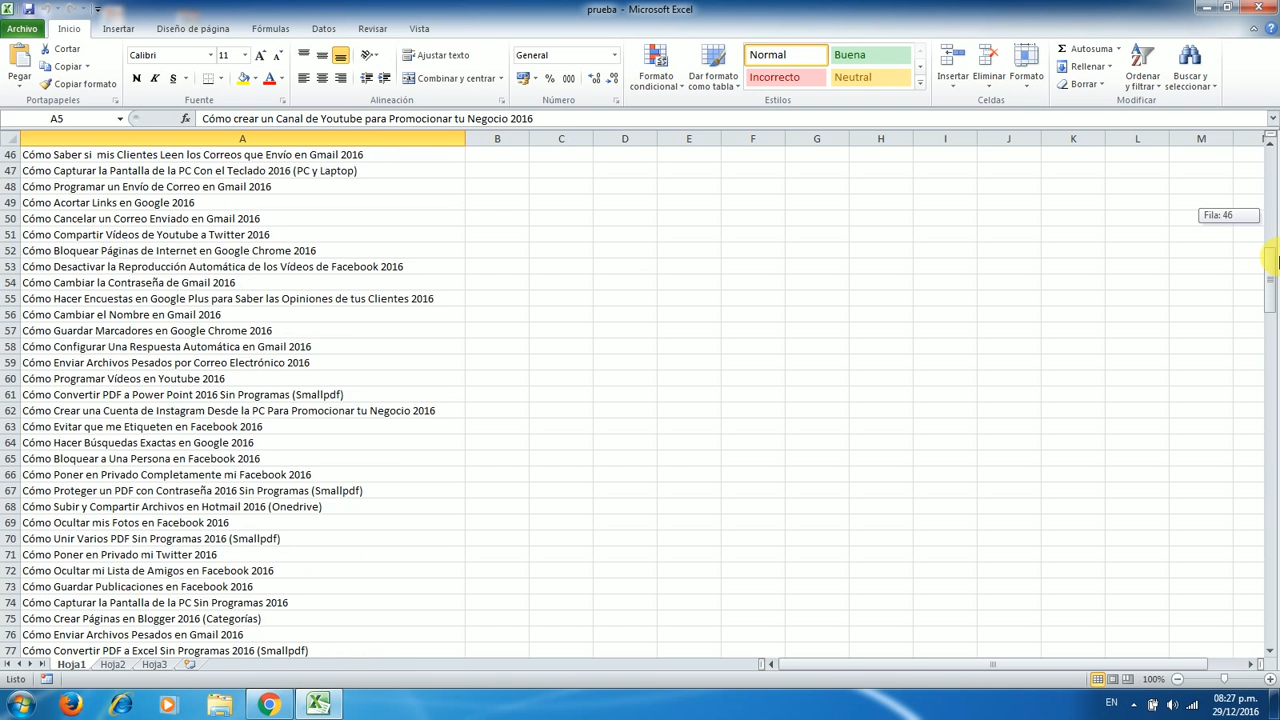 prueba - Microsoft Excel
Archivo Inicio Insertar Diseño de página Fórmulas Datos Revisar Vista
Pegar
Cortar
Copiar
Copiar formato
Portapapeles
Calibri 11
N K S
Fuente
Ajustar texto
Combinar y centrar
Alineación
General
% 000
Número
Formato condicional
Dar formato como tabla
Normal Buena
Incorrecto Neutral
Estilos
Insertar Eliminar Formato
Celdas
Autosuma
Rellenar
Borrar
Ordenar y filtrar
Buscar y seleccionar
Modificar
A5 fx Cómo crear un Canal de Youtube para Promocionar tu Negocio 2016
A B C D E F G H I J K L M
46 Cómo Saber si  mis Clientes Leen los Correos que Envío en Gmail 2016
47 Cómo Capturar la Pantalla de la PC Con el Teclado 2016 (PC y Laptop)
48 Cómo Programar un Envío de Correo en Gmail 2016
49 Cómo Acortar Links en Google 2016
50 Cómo Cancelar un Correo Enviado en Gmail 2016
51 Cómo Compartir Vídeos de Youtube a Twitter 2016
52 Cómo Bloquear Páginas de Internet en Google Chrome 2016
53 Cómo Desactivar la Reproducción Automática de los Vídeos de Facebook 2016
54 Cómo Cambiar la Contraseña de Gmail 2016
55 Cómo Hacer Encuestas en Google Plus para Saber las Opiniones de tus Clientes 2016
56 Cómo Cambiar el Nombre en Gmail 2016
57 Cómo Guardar Marcadores en Google Chrome 2016
58 Cómo Configurar Una Respuesta Automática en Gmail 2016
59 Cómo Enviar Archivos Pesados por Correo Electrónico 2016
60 Cómo Programar Vídeos en Youtube 2016
61 Cómo Convertir PDF a Power Point 2016 Sin Programas (Smallpdf)
62 Cómo Crear una Cuenta de Instagram Desde la PC Para Promocionar tu Negocio 2016
63 Cómo Evitar que me Etiqueten en Facebook 2016
64 Cómo Hacer Búsquedas Exactas en Google 2016
65 Cómo Bloquear a Una Persona en Facebook 2016
66 Cómo Poner en Privado Completamente mi Facebook 2016
67 Cómo Proteger un PDF con Contraseña 2016 Sin Programas (Smallpdf)
68 Cómo Subir y Compartir Archivos en Hotmail 2016 (Onedrive)
69 Cómo Ocultar mis Fotos en Facebook 2016
70 Cómo Unir Varios PDF Sin Programas 2016 (Smallpdf)
71 Cómo Poner en Privado mi Twitter 2016
72 Cómo Ocultar mi Lista de Amigos en Facebook 2016
73 Cómo Guardar Publicaciones en Facebook 2016
74 Cómo Capturar la Pantalla de la PC Sin Programas 2016
75 Cómo Crear Páginas en Blogger 2016 (Categorías)
76 Cómo Enviar Archivos Pesados en Gmail 2016
77 Cómo Convertir PDF a Excel Sin Programas 2016 (Smallpdf)
Fila: 46
Hoja1 Hoja2 Hoja3
Listo 100%
EN 08:27 p.m.
29/12/2016